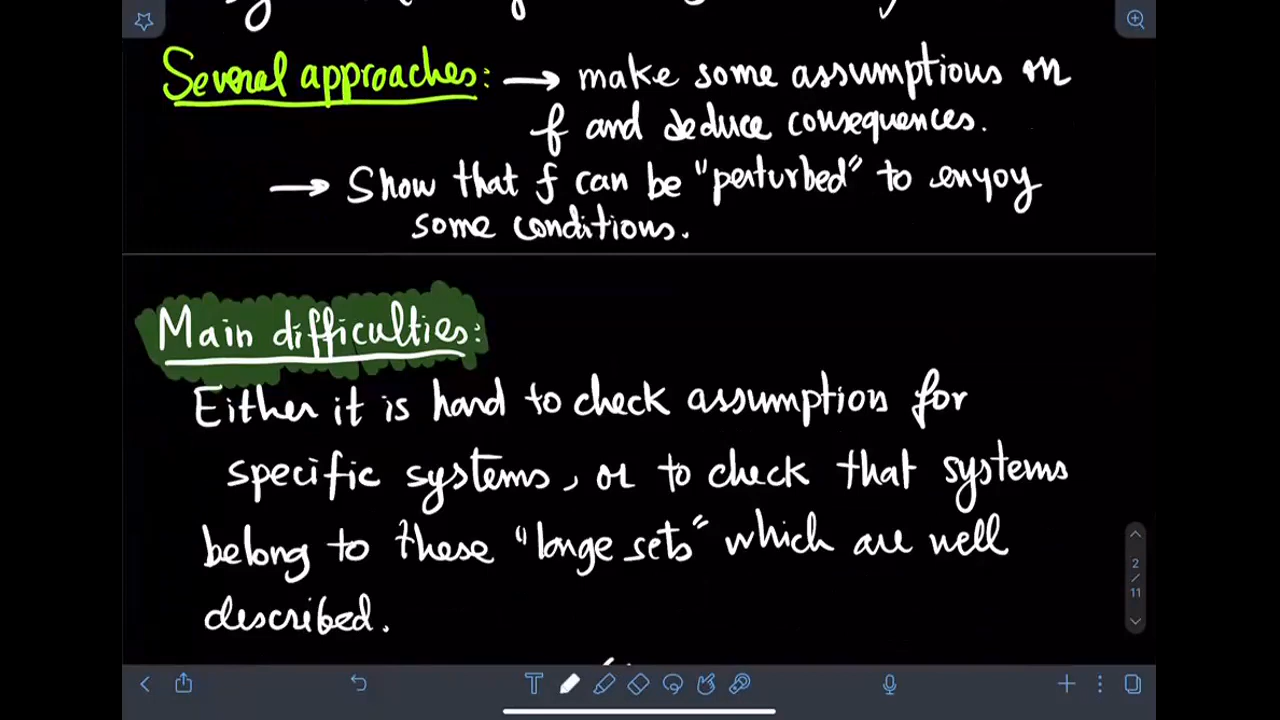 Several approaches: → make some assumptions on
f and deduce consequences.
→ Show that f can be "perturbed" to enjoy
some conditions.
Main difficulties:
Either it is hard to check assumption for
specific systems, or to check that systems
belong to these "large sets" which are well
described.
2
/
11
T